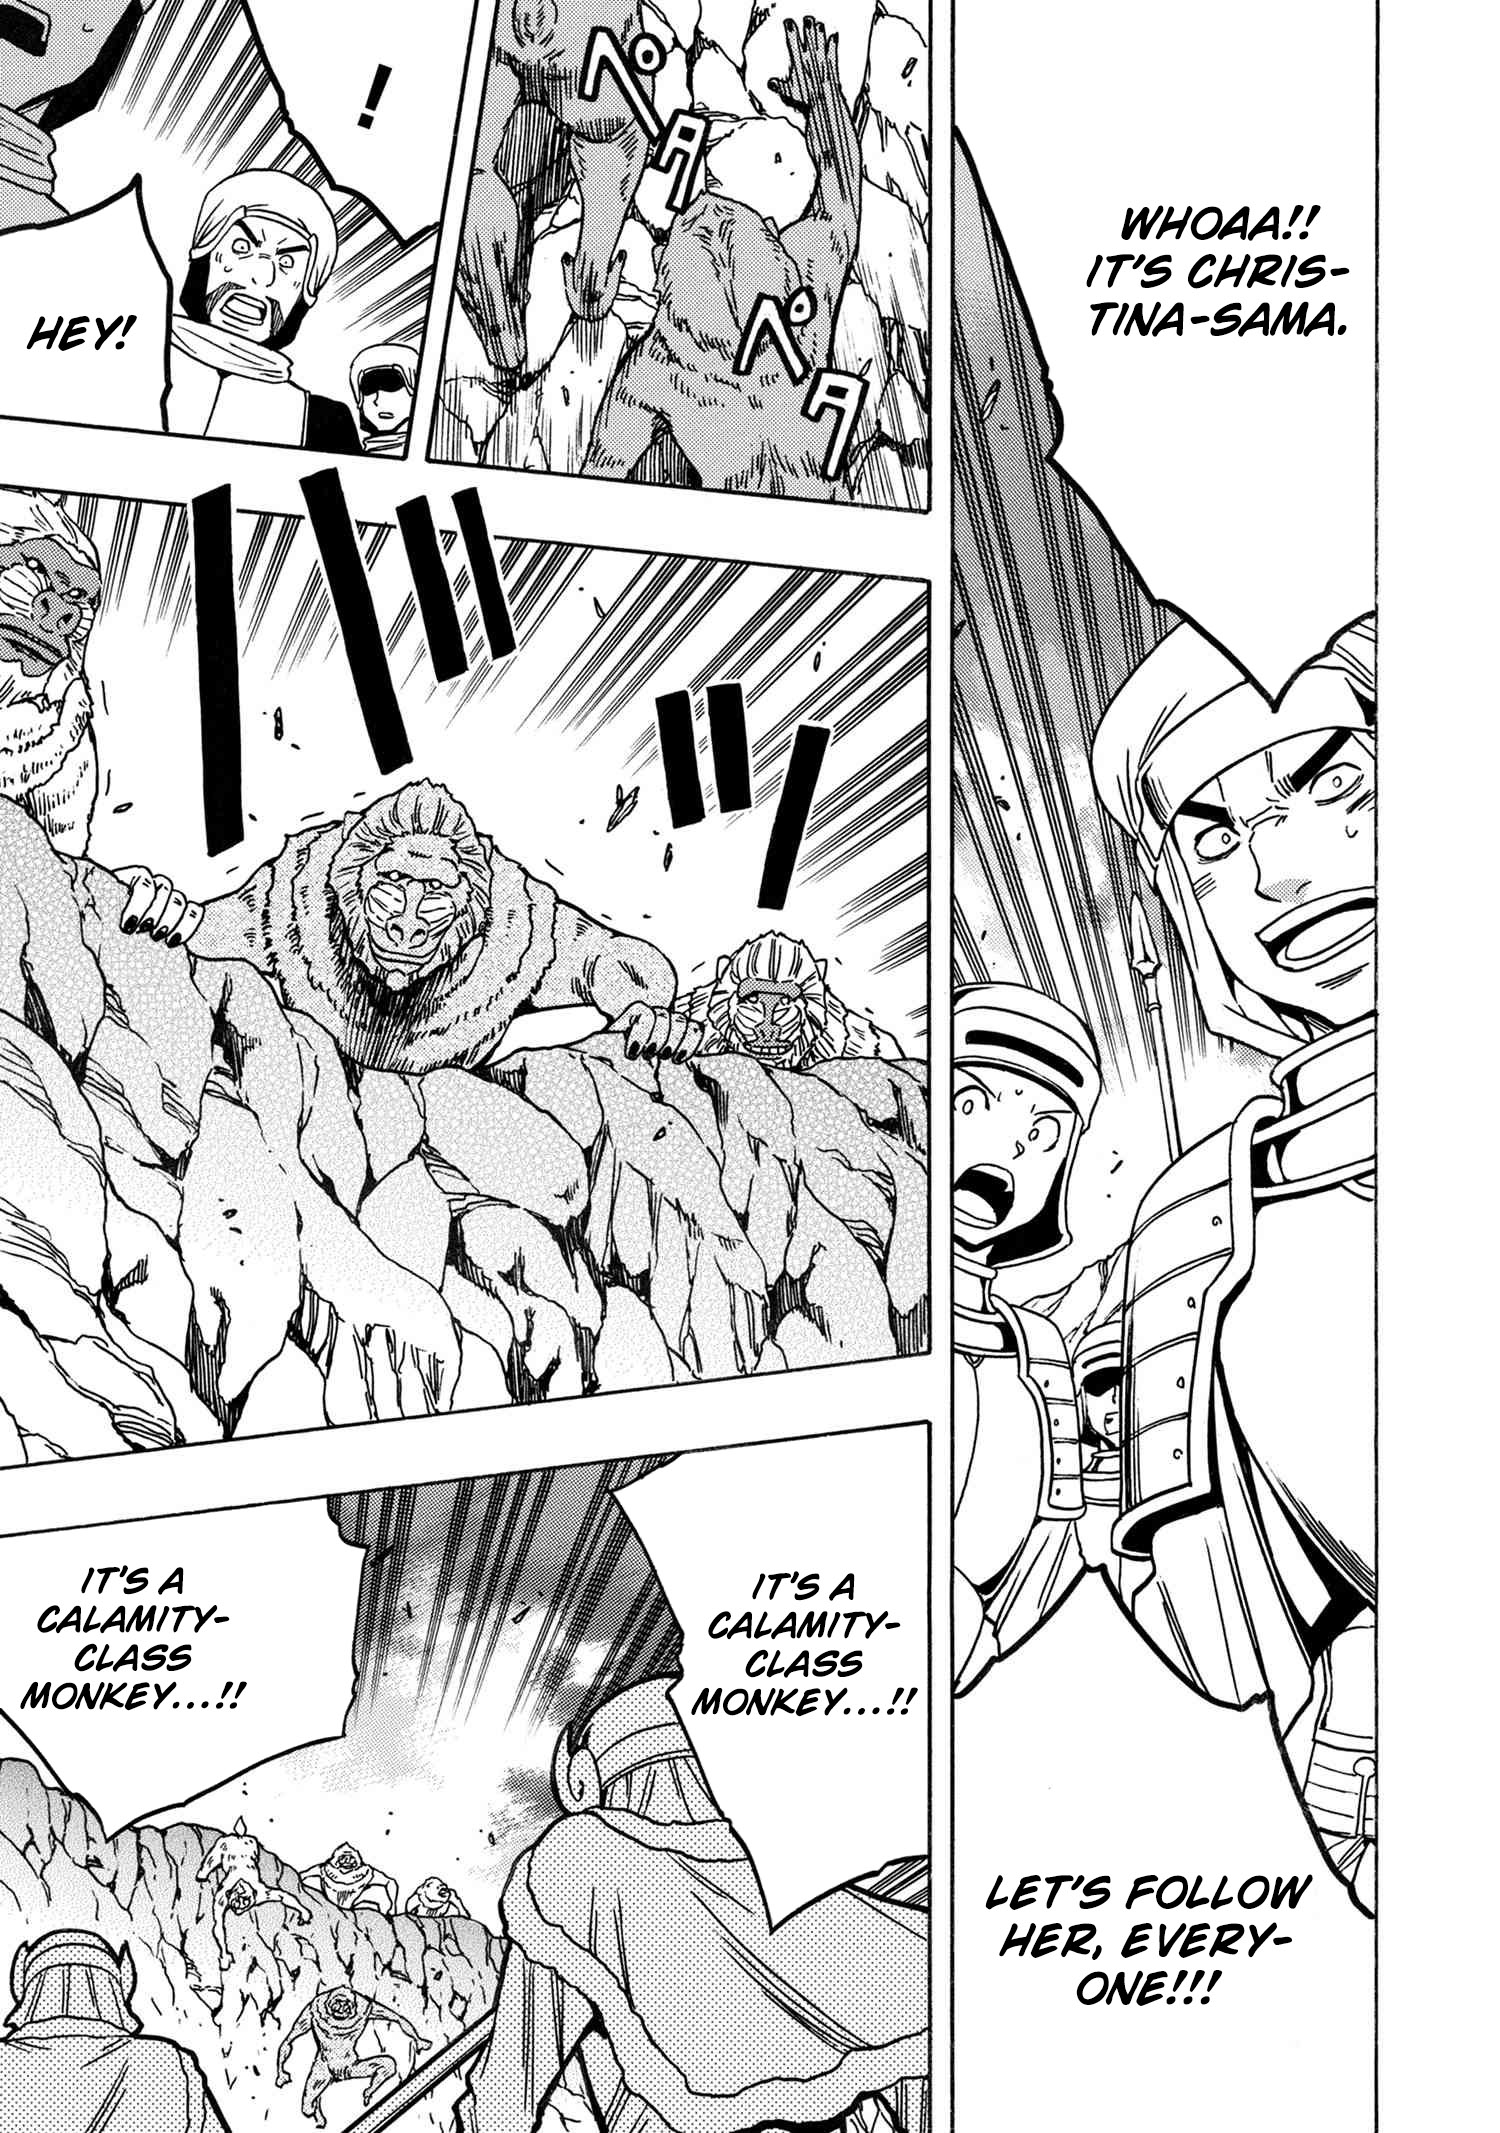 WHOAA!!
IT'S CHRIS-
TINA-SAMA.
LET'S FOLLOW
HER, EVERY-
ONE!!!
ペタ
ペタ
!
HEY!
IT'S A
CALAMITY-
CLASS
MONKEY...!!
IT'S A
CALAMITY-
CLASS
MONKEY...!!